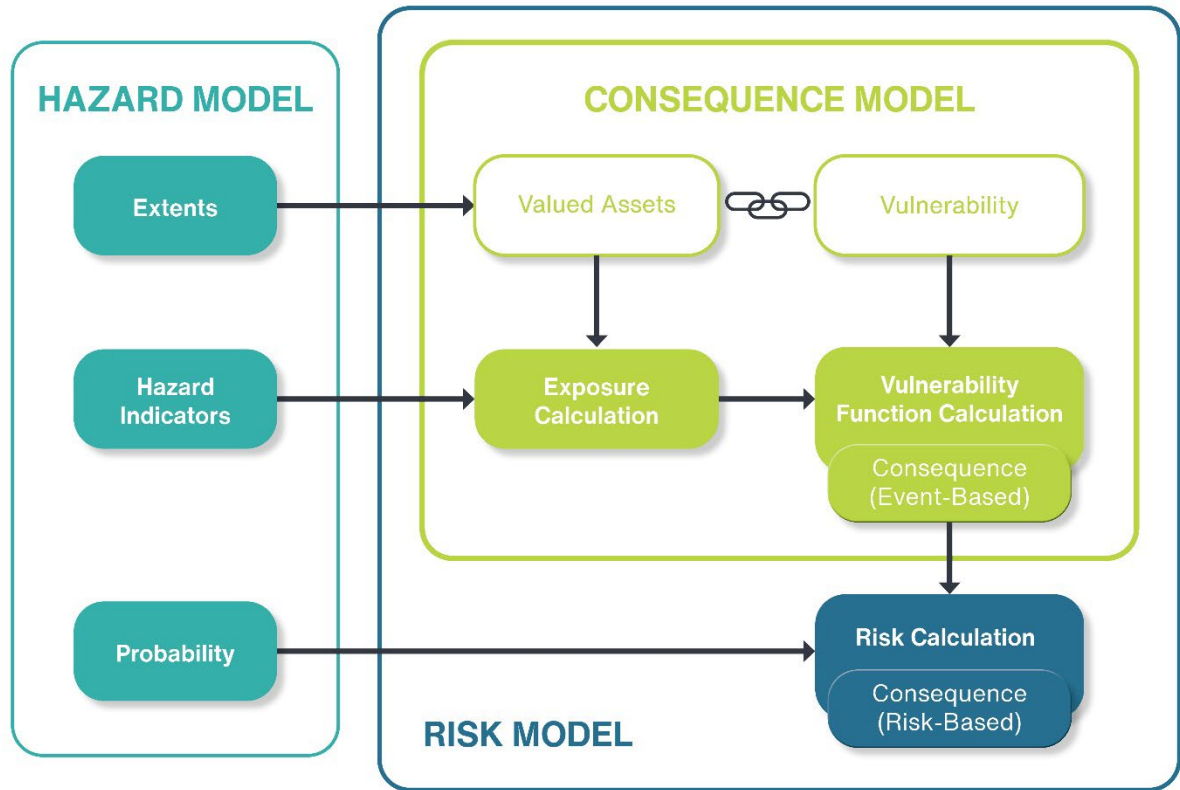 HAZARD MODEL
CONSEQUENCE MODEL
Extents
Valued Assets
Vulnerability
Hazard
Indicators
Exposure
Calculation
Vulnerability
Function Calculation
Consequence
(Event-Based)
Probability
Risk Calculation
Consequence
(Risk-Based)
RISK MODEL